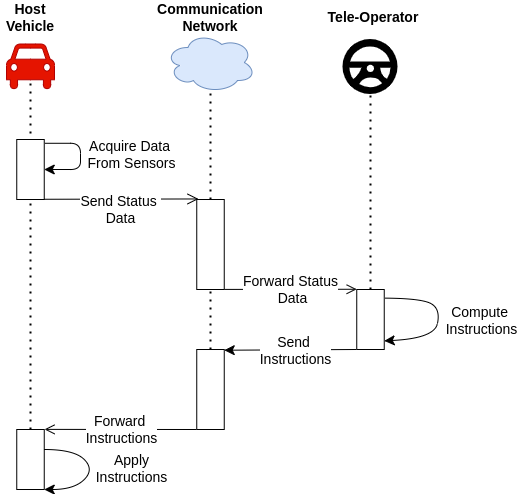 Host
Vehicle
Communication
Network
Tele-Operator
Acquire Data
From Sensors
Send Status
Data
Forward Status
Data
Compute
Instructions
Send
Instructions
Forward
Instructions
Apply
Instructions